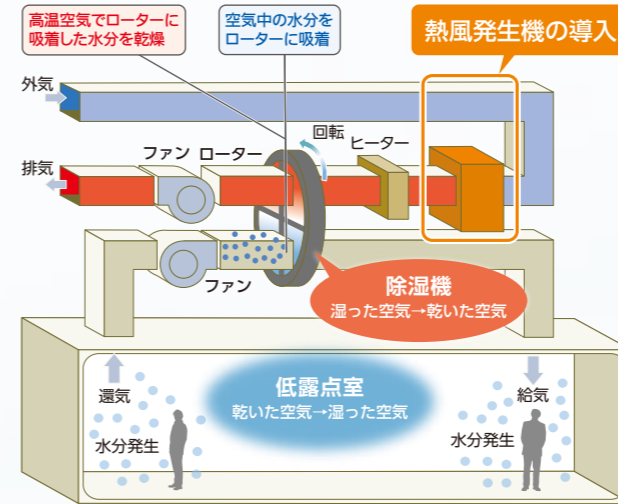 高温空気でローターに
吸着した水分を乾燥
空気中の水分を
ローターに吸着
熱風発生機の導入
外気
回転
ヒーター
ファン
ローター
排気
ファン
除湿機
湿った空気→乾いた空気
低露点室
乾いた空気→湿った空気
還気
水分発生
給気
水分発生